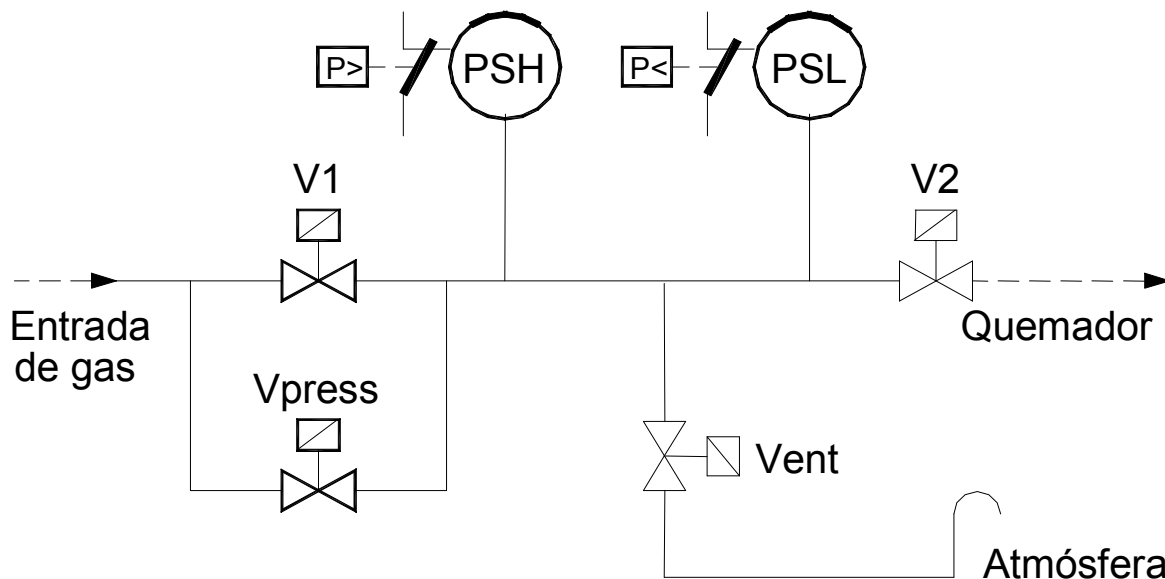 P>
PSH
P<
PSL
V1
V2
Entrada
de gas
Quemador
Vpress
Vent
Atmósfera